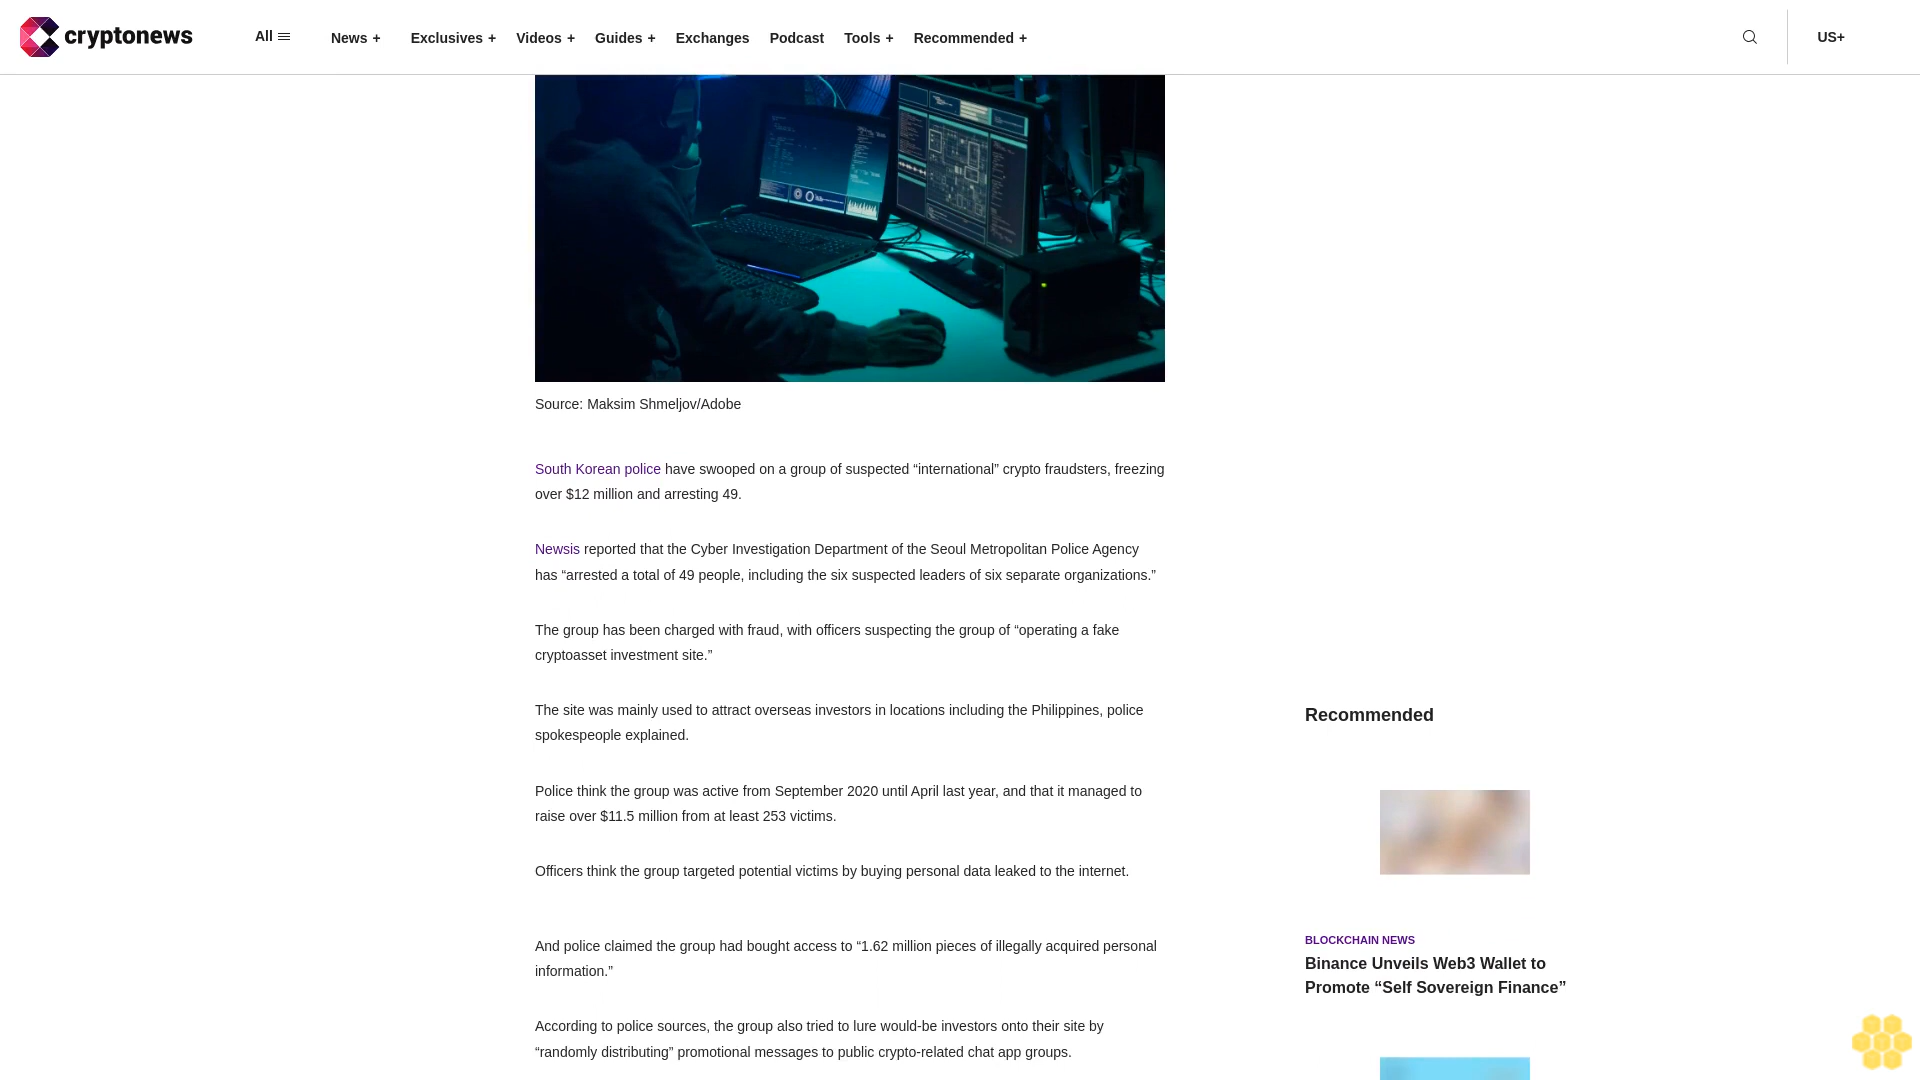 cryptonews
All
News +
Exclusives +
Videos +
Guides +
Exchanges
Podcast
Tools +
Recommended +
US+
Source: Maksim Shmeljov/Adobe
South Korean police have swooped on a group of suspected “international” crypto fraudsters, freezing
over $12 million and arresting 49.
Newsis reported that the Cyber Investigation Department of the Seoul Metropolitan Police Agency
has “arrested a total of 49 people, including the six suspected leaders of six separate organizations.”
The group has been charged with fraud, with officers suspecting the group of “operating a fake
cryptoasset investment site.”
The site was mainly used to attract overseas investors in locations including the Philippines, police
spokespeople explained.
Police think the group was active from September 2020 until April last year, and that it managed to
raise over $11.5 million from at least 253 victims.
Officers think the group targeted potential victims by buying personal data leaked to the internet.
And police claimed the group had bought access to “1.62 million pieces of illegally acquired personal
information.”
According to police sources, the group also tried to lure would-be investors onto their site by
“randomly distributing” promotional messages to public crypto-related chat app groups.
Recommended
BLOCKCHAIN NEWS
Binance Unveils Web3 Wallet to
Promote “Self Sovereign Finance”